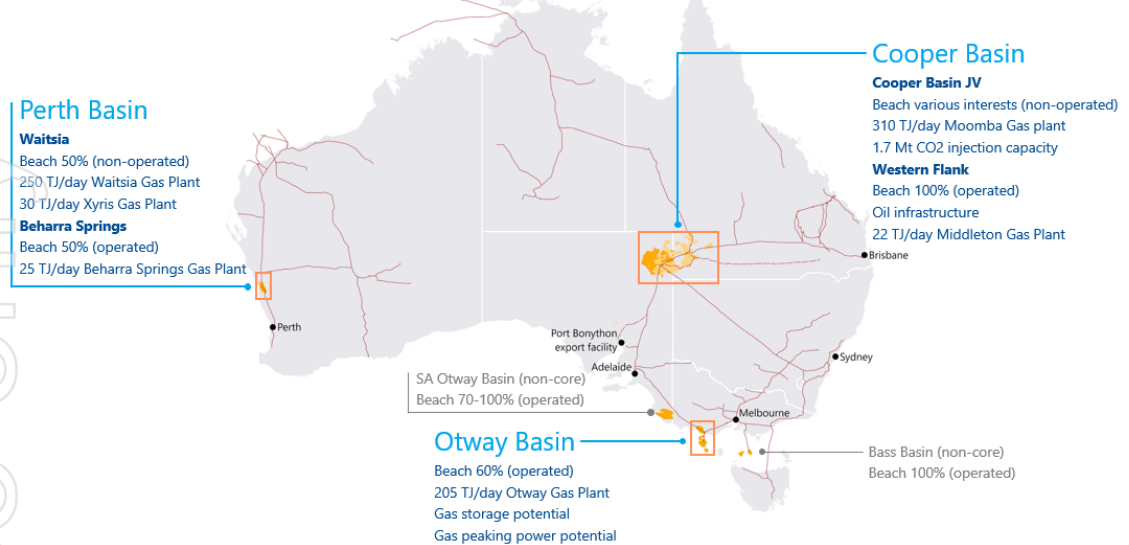 Perth Basin
Waitsia
Beach 50% (non-operated)
250 TJ/day Waitsia Gas Plant
30 TJ/day Xyris Gas Plant
Beharra Springs
Beach 50% (operated)
25 TJ/day Beharra Springs Gas Plant
Cooper Basin
Cooper Basin JV
Beach various interests (non-operated)
310 TJ/day Moomba Gas plant
1.7 Mt CO2 injection capacity
Western Flank
Beach 100% (operated)
Oil infrastructure
22 TJ/day Middleton Gas Plant
Brisbane
Perth
Port Bonython
export facility
Sydney
Adelaide
SA Otway Basin (non-core)
Beach 70-100% (operated)
Melbourne
Otway Basin
Beach 60% (operated)
205 TJ/day Otway Gas Plant
Gas storage potential
Gas peaking power potential
Bass Basin (non-core)
Beach 100% (operated)